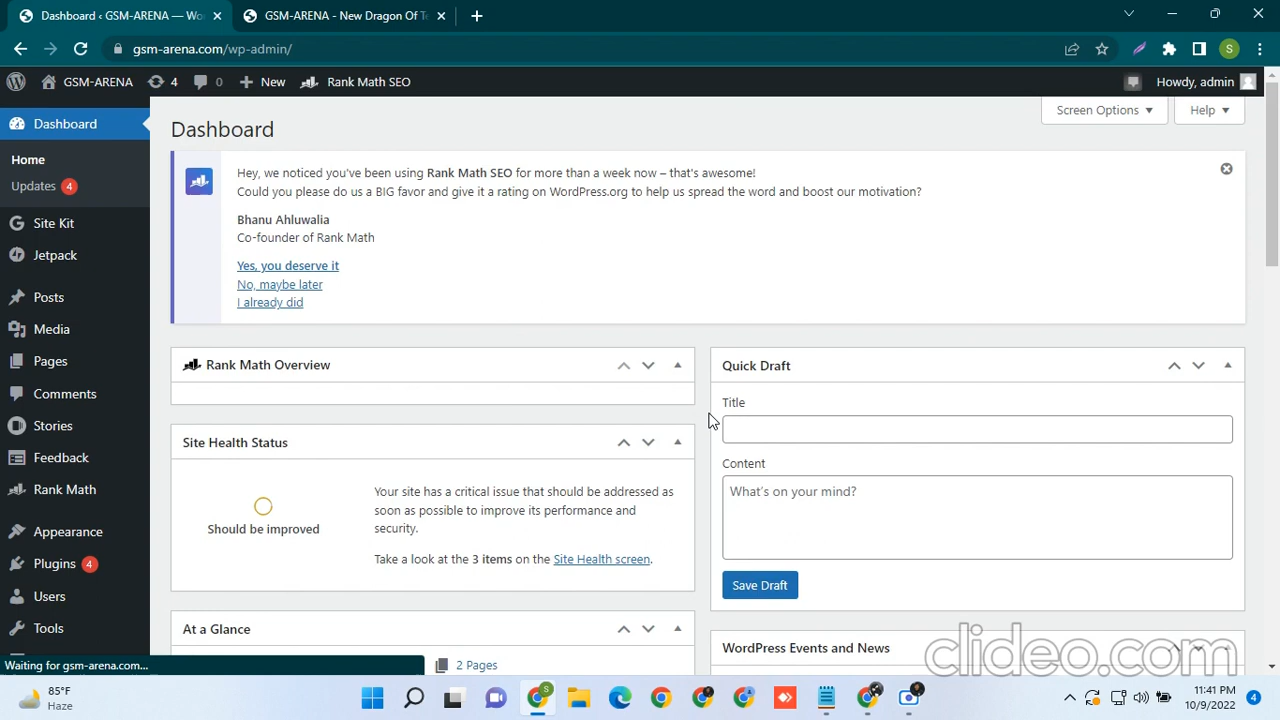 Dashboard ‹ GSM-ARENA — Wo
GSM-ARENA - New Dragon Of Te
gsm-arena.com/wp-admin/
S
GSM-ARENA
4
0
New
Rank Math SEO
Howdy, admin
Dashboard
Home
Updates 4
Site Kit
Jetpack
Posts
Media
Pages
Comments
Stories
Feedback
Rank Math
Appearance
Plugins 4
Users
Tools
Waiting for gsm-arena.com...
Screen Options
Help
Dashboard
Hey, we noticed you've been using Rank Math SEO for more than a week now – that's awesome!
Could you please do us a BIG favor and give it a rating on WordPress.org to help us spread the word and boost our motivation?
Bhanu Ahluwalia
Co-founder of Rank Math
Yes, you deserve it
No, maybe later
I already did
Rank Math Overview
Site Health Status
Should be improved
Your site has a critical issue that should be addressed as
soon as possible to improve its performance and
security.
Take a look at the 3 items on the Site Health screen.
At a Glance
2 Pages
Quick Draft
Title
Content
What's on your mind?
Save Draft
WordPress Events and News
clideo.com
85°F
Haze
11:41 PM
10/9/2022
4